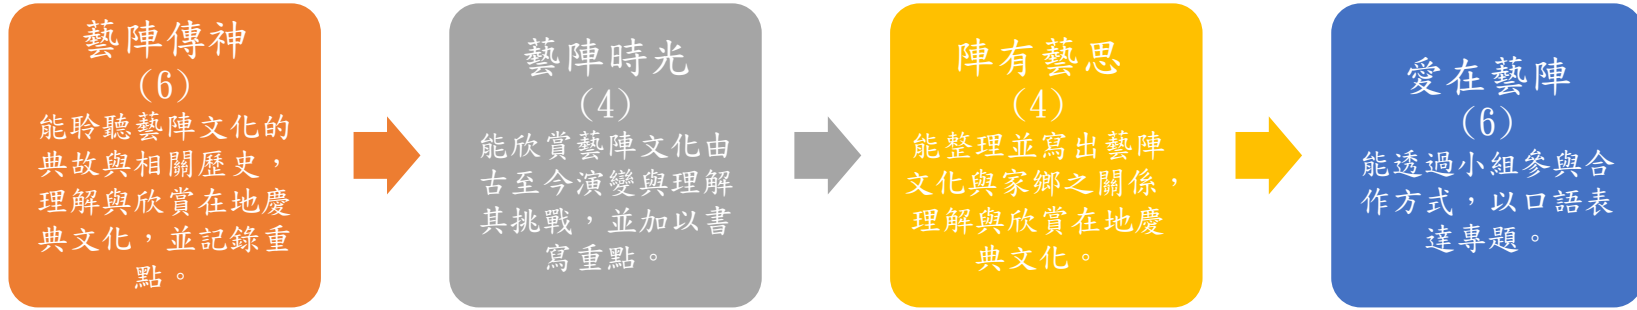 藝陣傳神
(6)
能聆聽藝陣文化的
典故與相關歷史，
理解與欣賞在地慶
典文化，並記錄重
點。
藝陣時光
(4)
能欣賞藝陣文化由
古至今演變與理解
其挑戰，並加以書
寫重點。
陣有藝思
(4)
能整理並寫出藝陣
文化與家鄉之關係，
理解與欣賞在地慶
典文化。
愛在藝陣
(6)
能透過小組參與合
作方式，以口語表
達專題。